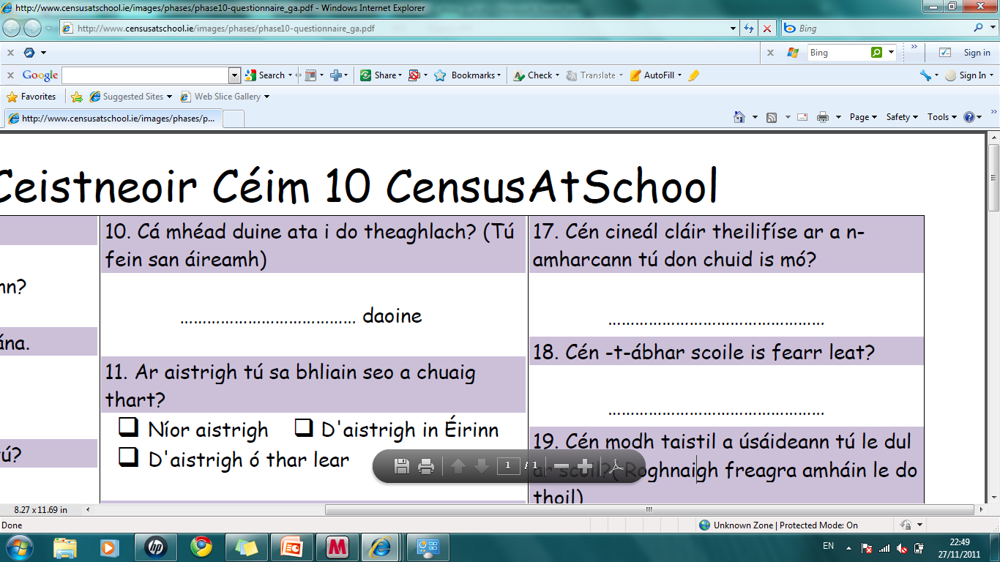 http://www.censusatschool.ie/images/phases/phase10-questionnaire_ga.pdf - Windows Internet Explorer
http://www.censusatschool.ie/images/phases/phase10-questionnaire_ga.pdf
Bing
Bing
Sign in
Google
Search
Share
Bookmarks
Check
Translate
AutoFill
Sign In
Favorites
Suggested Sites
Web Slice Gallery
http://www.censusatschool.ie/images/phases/p...
Page
Safety
Tools
Ceistneoir Céim 10 CensusAtSchool
nn?
ána.
ú?
10. Cá mhéad duine ata i do theaghlach? (Tú
fein san áireamh)
........................................ daoine
11. Ar aistrigh tú sa bhliain seo a chuaig
thart?
Níor aistrigh
D'aistrigh in Éirinn
D'aistrigh ó thar lear
17. Cén cineál cláir theilifíse ar a n-
amharcann tú don chuid is mó?
................................................
18. Cén -t-ábhar scoile is fearr leat?
................................................
19. Cén modh taistil a úsáideann tú le dul
ar scoil?( Roghnaigh freagra amháin le do
thoil)
1 / 1
8.27 x 11.69 in
Done
Unknown Zone | Protected Mode: On
EN
22:49
27/11/2011